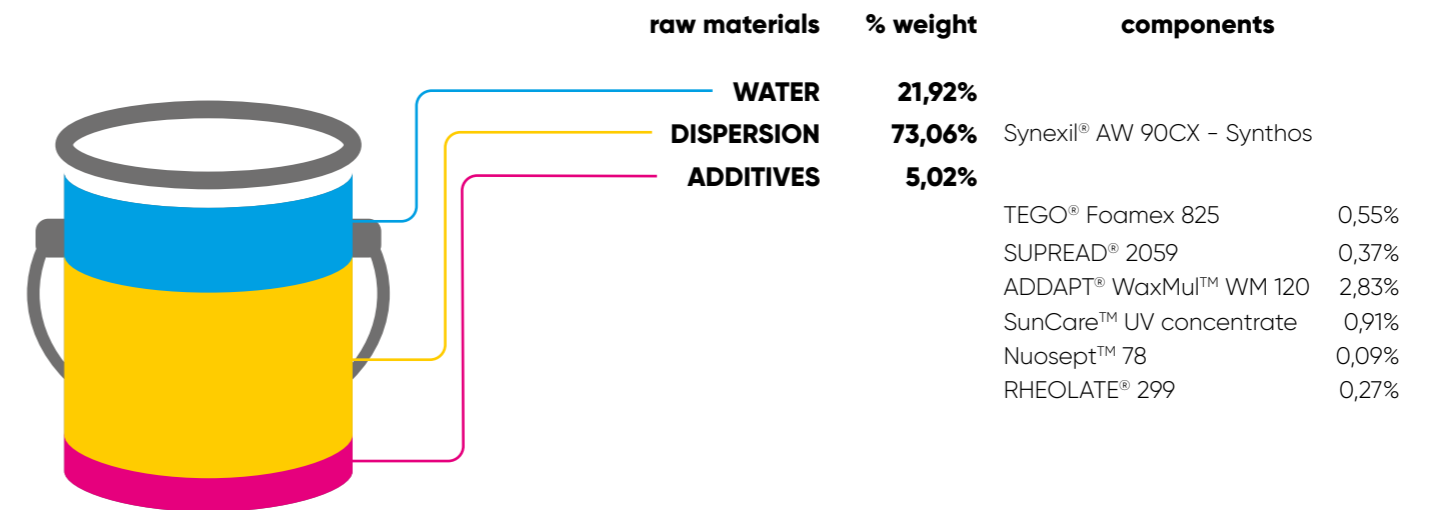 raw materials % weight components
WATER 21,92%
DISPERSION 73,06% Synexil® AW 90CX - Synthos
ADDITIVES 5,02%
TEGO® Foamex 825 0,55%
SUPREAD® 2059 0,37%
ADDAPT® WaxMul™ WM 120 2,83%
SunCare™ UV concentrate 0,91%
Nuosept™ 78 0,09%
RHEOLATE® 299 0,27%